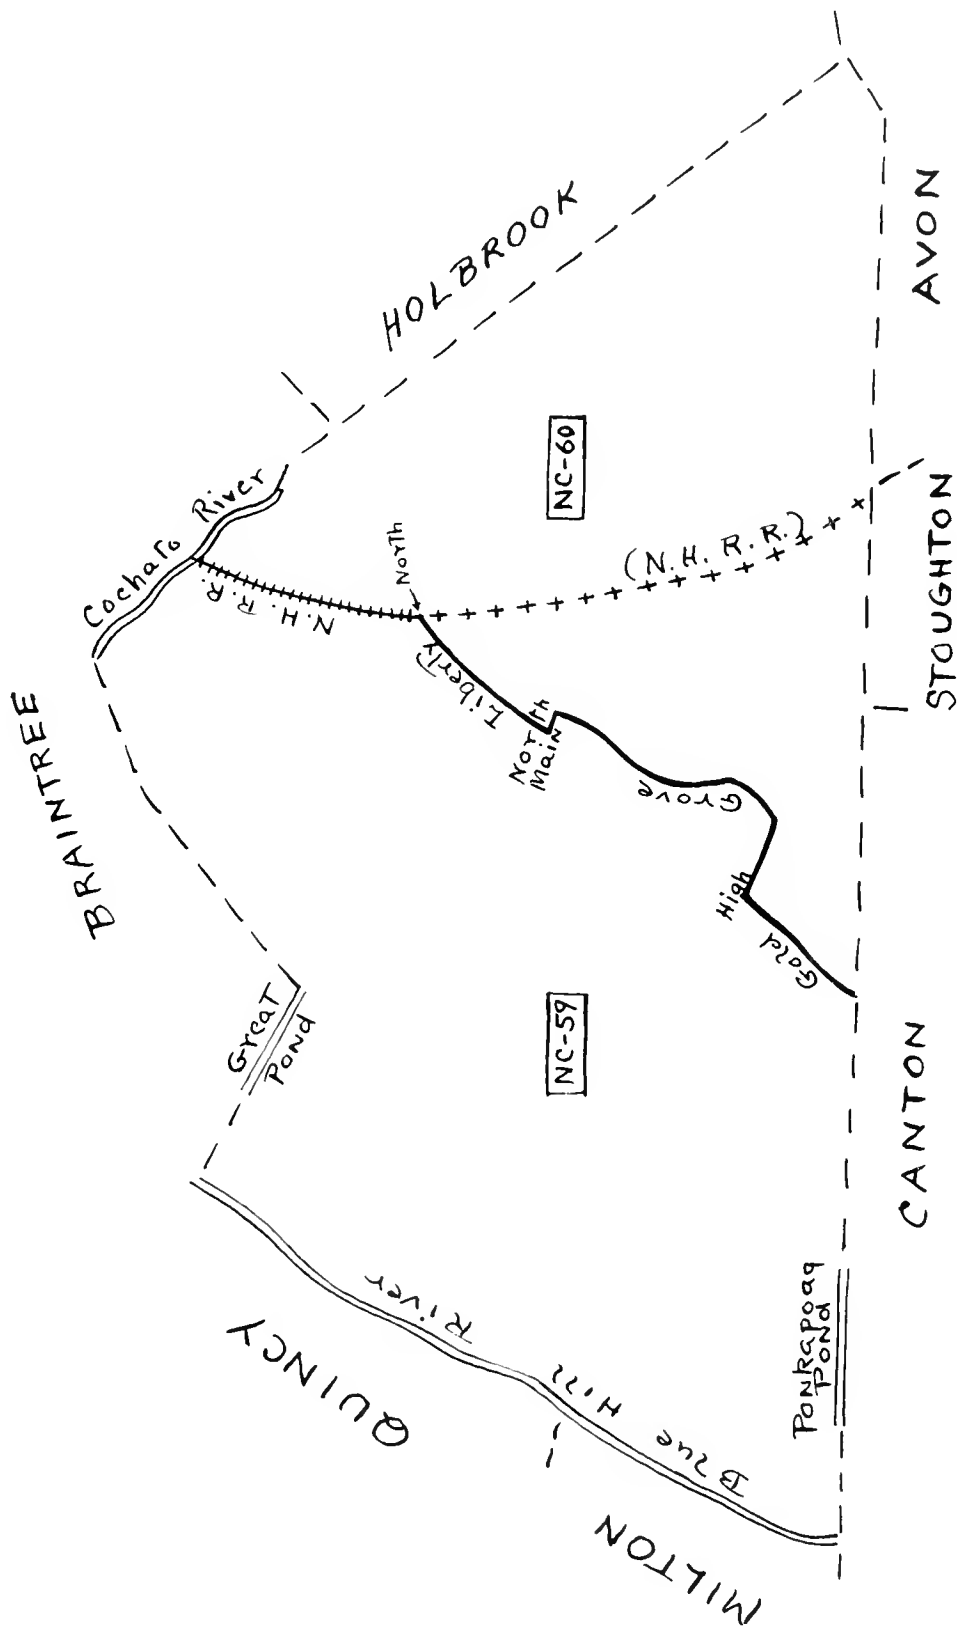 HOLBROOK
AVON
Cochato River
N.H.R.R.
North
NC-60
(N.H.R.R.)
STOUGHTON
BRAINTREE
Liberty
North
Main
Grove
High
Gold
Great
Pond
NC-59
CANTON
QUINCY
Blue Hill River
Ponkapoag
Pond
MILTON